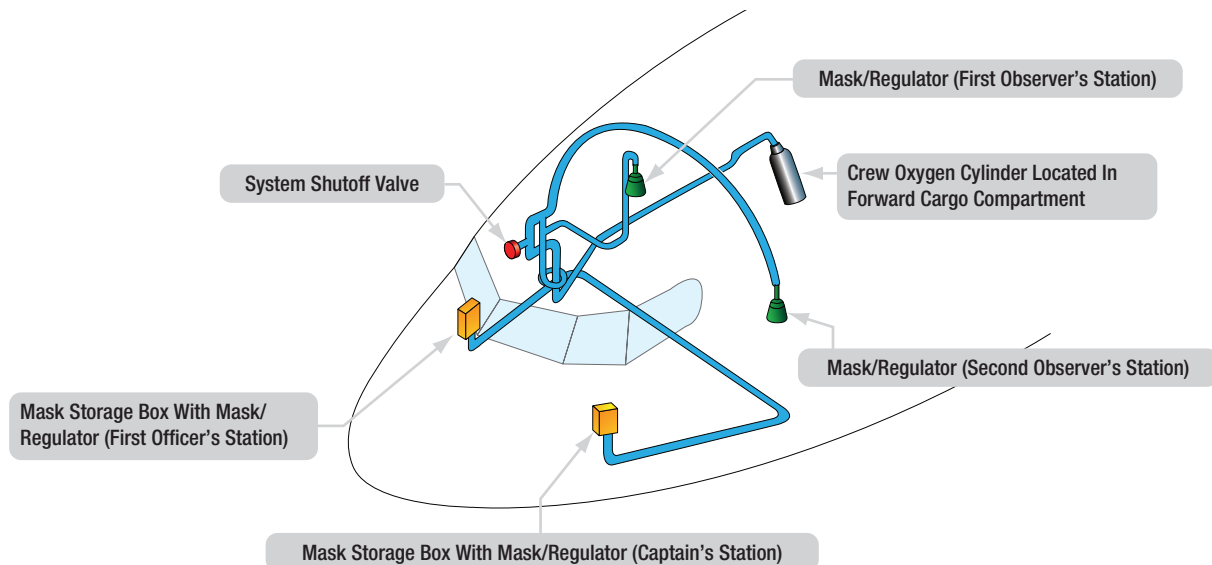 Mask/Regulator (First Observer’s Station)
System Shutoff Valve
Crew Oxygen Cylinder Located In
Forward Cargo Compartment
Mask/Regulator (Second Observer’s Station)
Mask Storage Box With Mask/
Regulator (First Officer’s Station)
Mask Storage Box With Mask/Regulator (Captain’s Station)